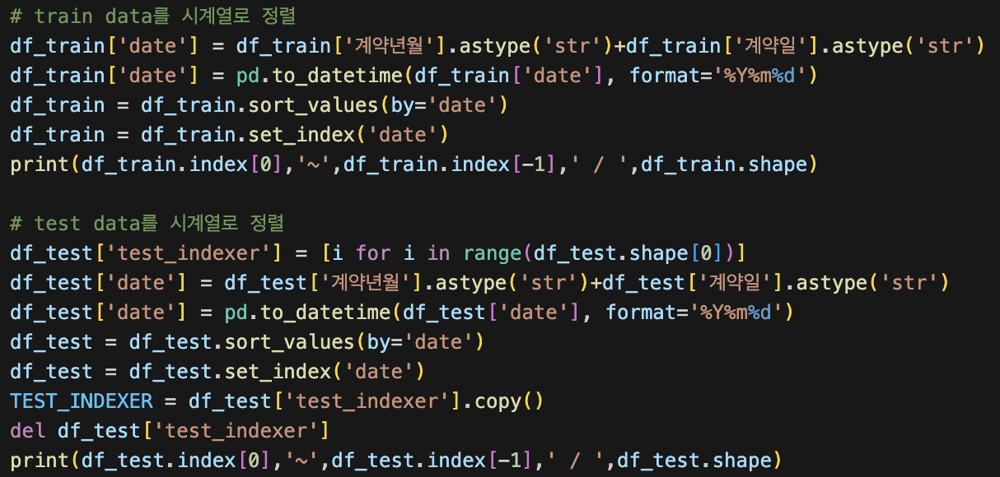 # train data를 시계열로 정렬
df_train['date'] = df_train['계약년월'].astype('str')+df_train['계약일'].astype('str')
df_train['date'] = pd.to_datetime(df_train['date'], format='%Y%m%d')
df_train = df_train.sort_values(by='date')
df_train = df_train.set_index('date')
print(df_train.index[0],'~',df_train.index[-1],' / ',df_train.shape)

# test data를 시계열로 정렬
df_test['test_indexer'] = [i for i in range(df_test.shape[0])]
df_test['date'] = df_test['계약년월'].astype('str')+df_test['계약일'].astype('str')
df_test['date'] = pd.to_datetime(df_test['date'], format='%Y%m%d')
df_test = df_test.sort_values(by='date')
df_test = df_test.set_index('date')
TEST_INDEXER = df_test['test_indexer'].copy()
del df_test['test_indexer']
print(df_test.index[0],'~',df_test.index[-1],' / ',df_test.shape)